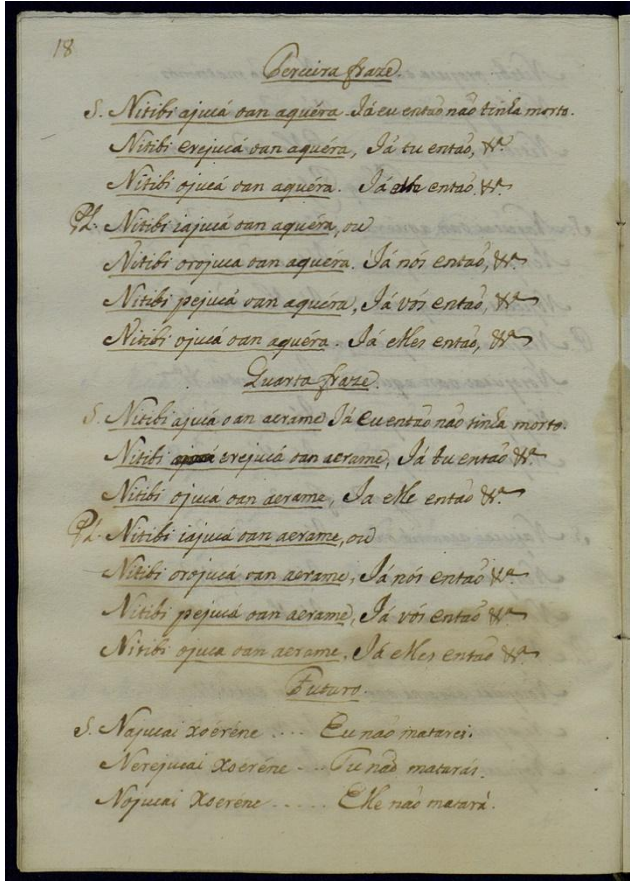 18
Terceira fraze.
S. Nitibi ajucá oan aquéra. Já eu entaõ naõ tinha morto.
Nitibi erejucá oan aquéra, Já tu entaõ, &ª
Nitibi ojucá oan aquéra. Já elle entaõ &ª
Pl. Nitibi iajucá oan aquéra, ou
Nitibi orojuca oan aquéra. Já nós entaõ, &ª
Nitibi pejucá oan aquéra, Já vós entaõ, &ª
Nitibi ojucá oan aquéra. Já elles entaõ, &ª
Quarta fraze.
S. Nitibi ajucá oan aerame Já eu entaõ naõ tinha morto.
Nitibi erejucá oan aerame, Já tu entaõ &ª
Nitibi ojucá oan aerame, Ja elle entaõ &ª
Pl. Nitibi iajucá oan aerame, ou
Nitibi orojucá oan aerame, Já nós entaõ &ª
Nitibi pejucá oan aerame, Já vós entaõ &ª
Nitibi ojuca oan aerame, Já elles entaõ &ª
Futuro.
S. Najucai xoeréne .... Eu naõ matarei.
Nerejucai xoeréne ... Tu naõ matarás.
Nojucai xoeréne ..... Elle naõ matará.